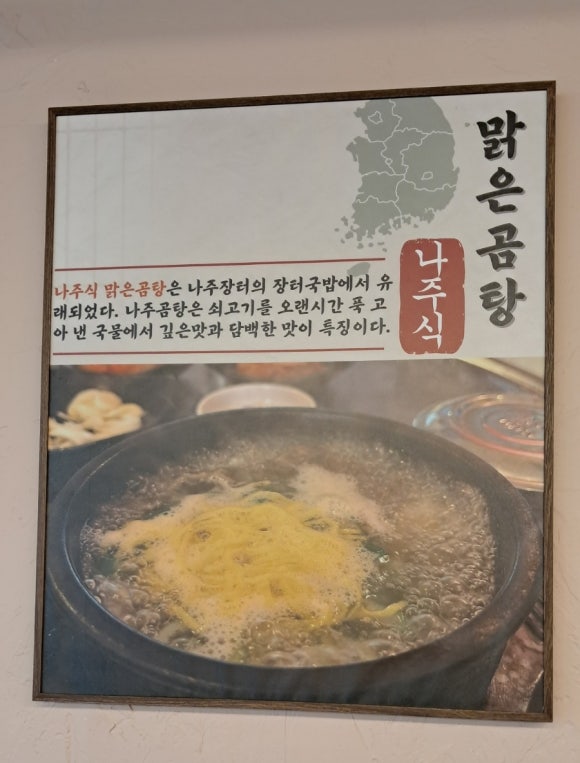 맑은곰탕
나주식
나주식 맑은곰탕은 나주장터의 장터국밥에서 유
래되었다. 나주곰탕은 쇠고기를 오랜시간 푹 고
아 낸 국물에서 깊은맛과 담백한 맛이 특징이다.